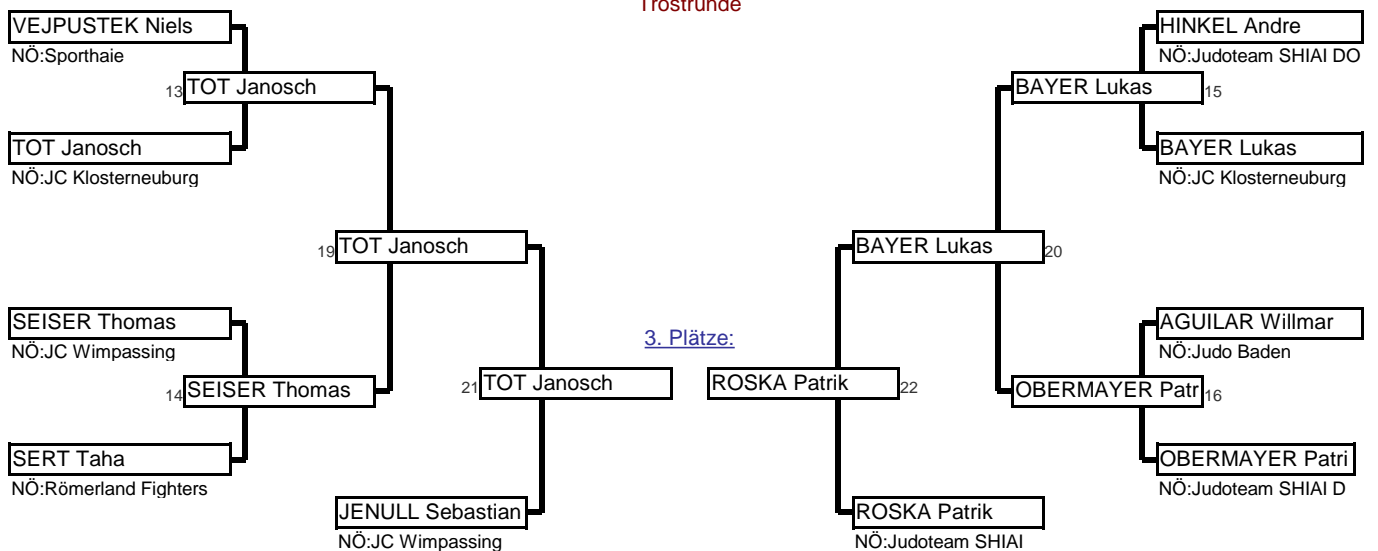 Trostrunde
VEJPUSTEK Niels
NÖ:Sporthaie
13 TOT Janosch
TOT Janosch
NÖ:JC Klosterneuburg
19 TOT Janosch
SEISER Thomas
NÖ:JC Wimpassing
14 SEISER Thomas
SERT Taha
NÖ:Römerland Fighters
21 TOT Janosch
JENULL Sebastian
NÖ:JC Wimpassing
3. Plätze:
HINKEL Andre
NÖ:Judoteam SHIAI DO
BAYER Lukas 15
BAYER Lukas
NÖ:JC Klosterneuburg
BAYER Lukas 20
AGUILAR Willmar
NÖ:Judo Baden
OBERMAYER Patr 16
OBERMAYER Patri
NÖ:Judoteam SHIAI D
ROSKA Patrik 22
ROSKA Patrik
NÖ:Judoteam SHIAI